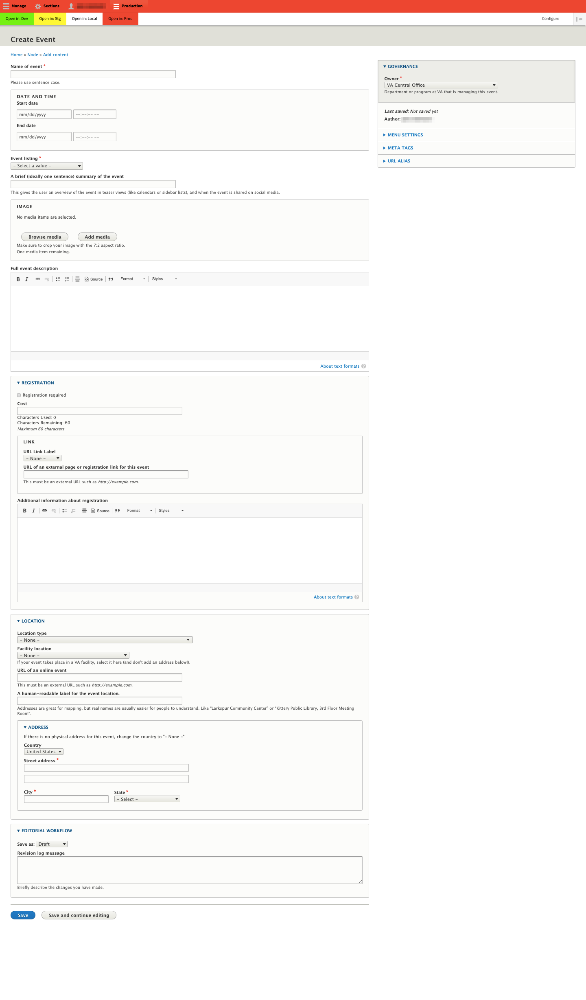 Manage Sections Production
Open in: Dev Open in: Stg Open in: Local Open in: Prod Configure
Create Event
Home » Node » Add content
Name of event *
Please use sentence case.
DATE AND TIME
Start date
mm/dd/yyyy --:--:-- --
End date
mm/dd/yyyy --:--:-- --
Event listing *
- Select a value -
A brief (ideally one sentence) summary of the event
This gives the user an overview of the event in teaser views (like calendars or sidebar lists), and when the event is shared on social media.
IMAGE
No media items are selected.
Browse media Add media
Make sure to crop your image with the 7:2 aspect ratio.
One media item remaining.
Full event description
B I Source Format Styles
About text formats ?
REGISTRATION
Registration required
Cost
Characters Used: 0
Characters Remaining: 60
Maximum 60 characters
LINK
URL Link Label
- None -
URL of an external page or registration link for this event
This must be an external URL such as http://example.com.
Additional information about registration
B I Source Format Styles
About text formats ?
LOCATION
Location type
- None -
Facility location
- None -
If your event takes place in a VA facility, select it here (and don't add an address below!).
URL of an online event
This must be an external URL such as http://example.com.
A human-readable label for the event location.
Addresses are great for mapping, but real names are usually easier for people to understand. Like “Larkspur Community Center” or “Kittery Public Library, 3rd Floor Meeting
Room”.
ADDRESS
If there is no physical address for this event, change the country to "- None -"
Country
United States
Street address *
City * State *
- Select -
EDITORIAL WORKFLOW
Save as: Draft
Revision log message
Briefly describe the changes you have made.
Save Save and continue editing
GOVERNANCE
Owner *
VA Central Office
Department or program at VA that is managing this event.
Last saved: Not saved yet
Author:
MENU SETTINGS
META TAGS
URL ALIAS